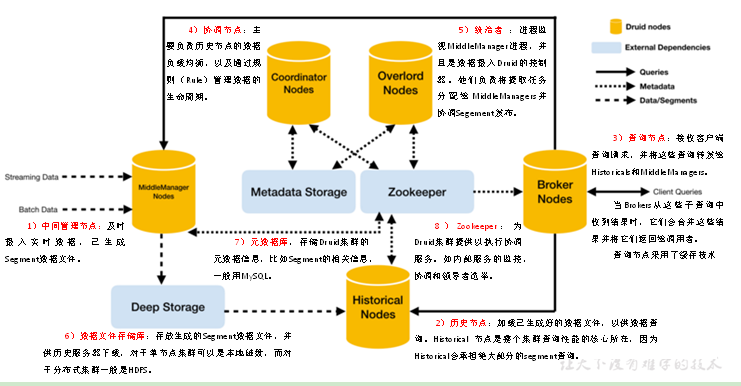 4）协调节点：主
要负责历史节点的数据
负载均衡，以及通过规
则（Rule）管理数据的
生命周期。
Coordinator
Nodes
Overlord
Nodes
5）统治者：进程监
视MiddleManager进程，并
且是数据摄入Druid的控制
器。他们负责将提取任务
分配给 MiddleManagers并
协调Segement发布。
Druid nodes
External Dependencies
Queries
Metadata
Data/Segments
3）查询节点：接收客户端
查询请求，并将这些查询转发给
Historicals和MiddleManagers。
Streaming Data
Batch Data
MiddleManager
Nodes
Metadata Storage
Zookeeper
Broker
Nodes
Client Queries
当Brokers从这些子查询中
收到结果时，它们会合并这些结
果并将它们返回给调用者。
查询节点采用了缓存技术
1）中间管理节点：及时
摄入实时数据，已生成
Segment数据文件。
7）元数据库，存储Druid集群的
元数据信息，比如Segment的相关信息，
一般用MySQL。
8）Zookeeper：为
Druid集群提供以执行协调
服务。如内部服务的监控，
协调和领导者选举。
Deep Storage
Historical
Nodes
6）数据文件存储库：存放生成的Segment数据文件，并
供历史服务器下载，对于单节点集群可以是本地磁盘，而对
于分布式集群一般是HDFS。
2）历史节点：加载已生成好的数据文件，以供数据查
询。Historical 节点是整个集群查询性能的核心所在，因为
Historical会承担绝大部分的segment查询。
让天下没有难学的技术